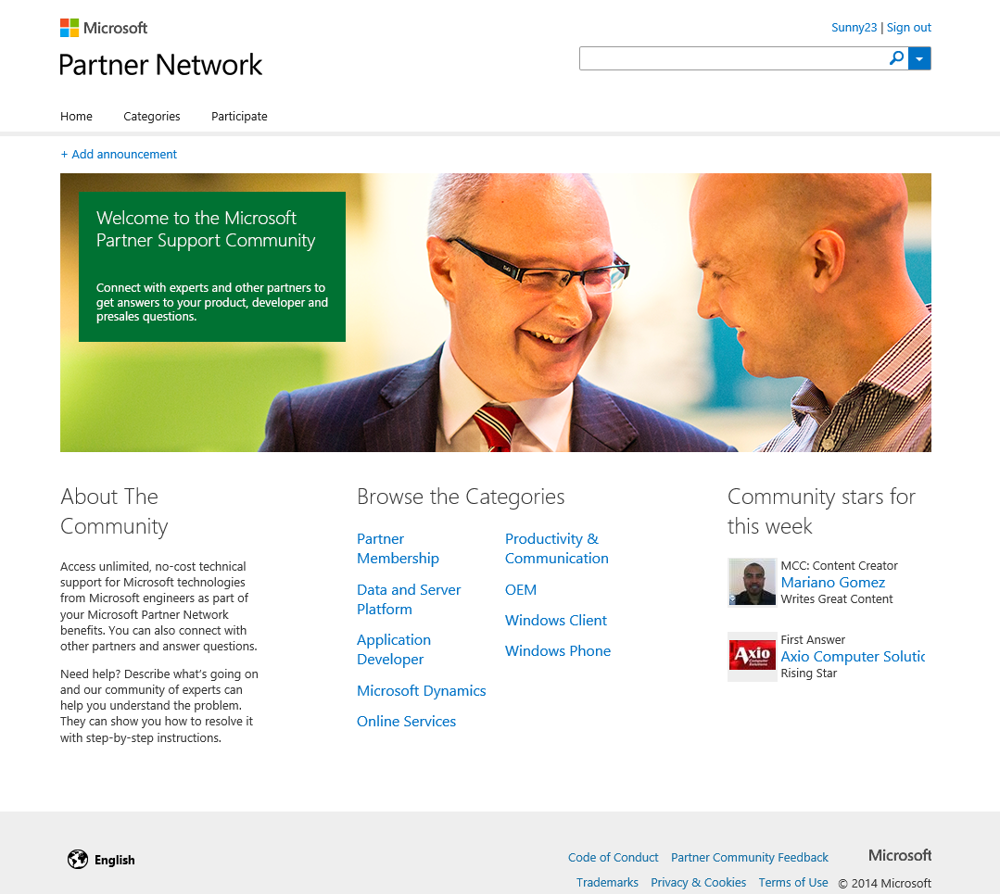 Microsoft
Sunny23 | Sign out
Partner Network
Home Categories Participate
+ Add announcement
Welcome to the Microsoft
Partner Support Community
Connect with experts and other partners to
get answers to your product, developer and
presales questions.
About The
Community
Access unlimited, no-cost technical
support for Microsoft technologies
from Microsoft engineers as part of
your Microsoft Partner Network
benefits. You can also connect with
other partners and answer questions.
Need help? Describe what's going on
and our community of experts can
help you understand the problem.
They can show you how to resolve it
with step-by-step instructions.
Browse the Categories
Partner
Membership
Data and Server
Platform
Application
Developer
Microsoft Dynamics
Online Services
Productivity &
Communication
OEM
Windows Client
Windows Phone
Community stars for
this week
MCC: Content Creator
Mariano Gomez
Writes Great Content
Axio
Computer
Solutions
First Answer
Axio Computer Solutic
Rising Star
English
Code of Conduct Partner Community Feedback Microsoft
Trademarks Privacy & Cookies Terms of Use © 2014 Microsoft